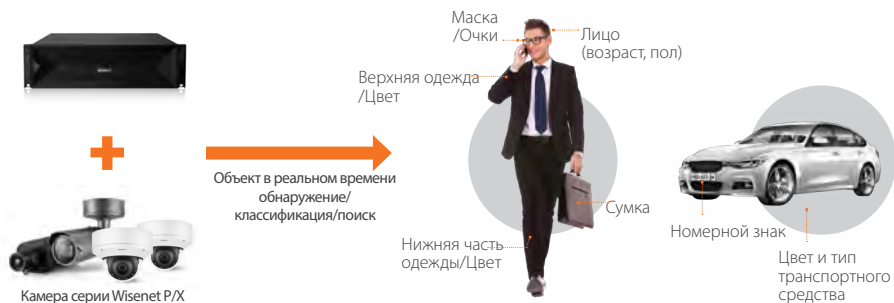 Маска
/Очки
Лицо
(возраст, пол)
Верхняя одежда
/Цвет
Объект в реальном времени
обнаружение/
классификация/поиск
Сумка
Нижняя часть
одежды/Цвет
Номерной знак
Цвет и тип
транспортного
средства
Камера серии Wisenet P/X